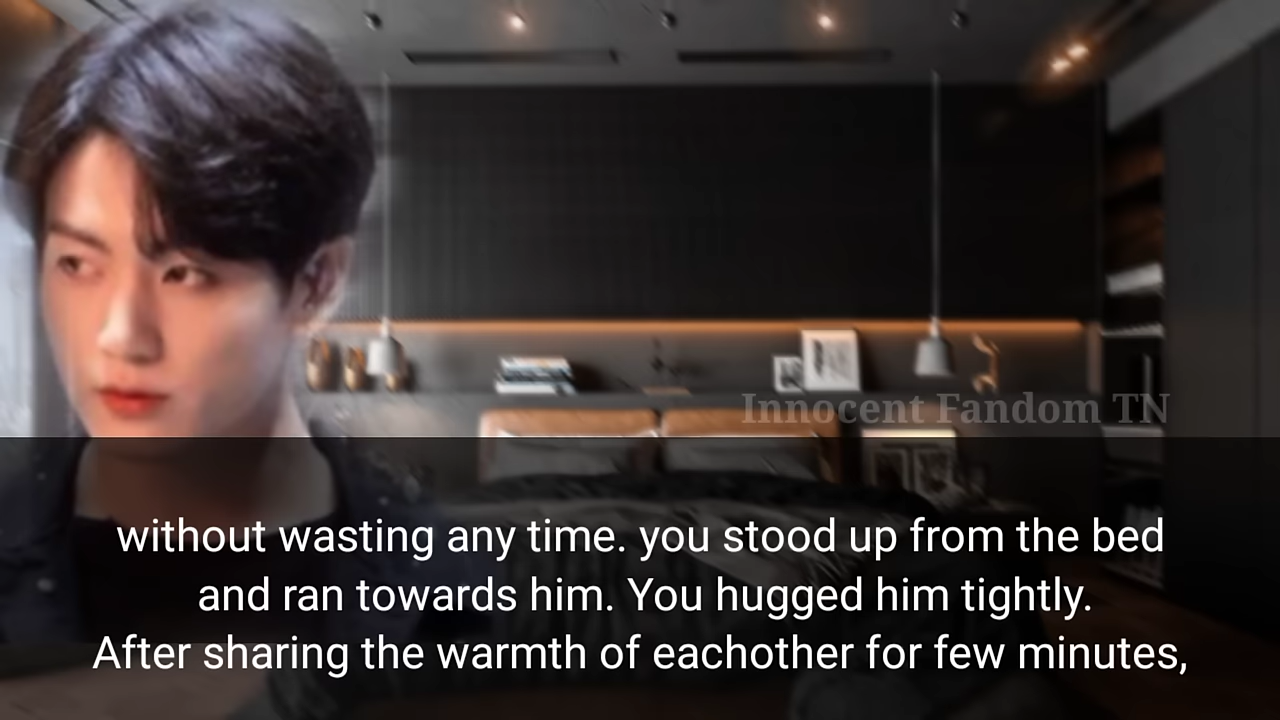 Innocent Fandom TN
without wasting any time. you stood up from the bed
and ran towards him. You hugged him tightly.
After sharing the warmth of eachother for few minutes,